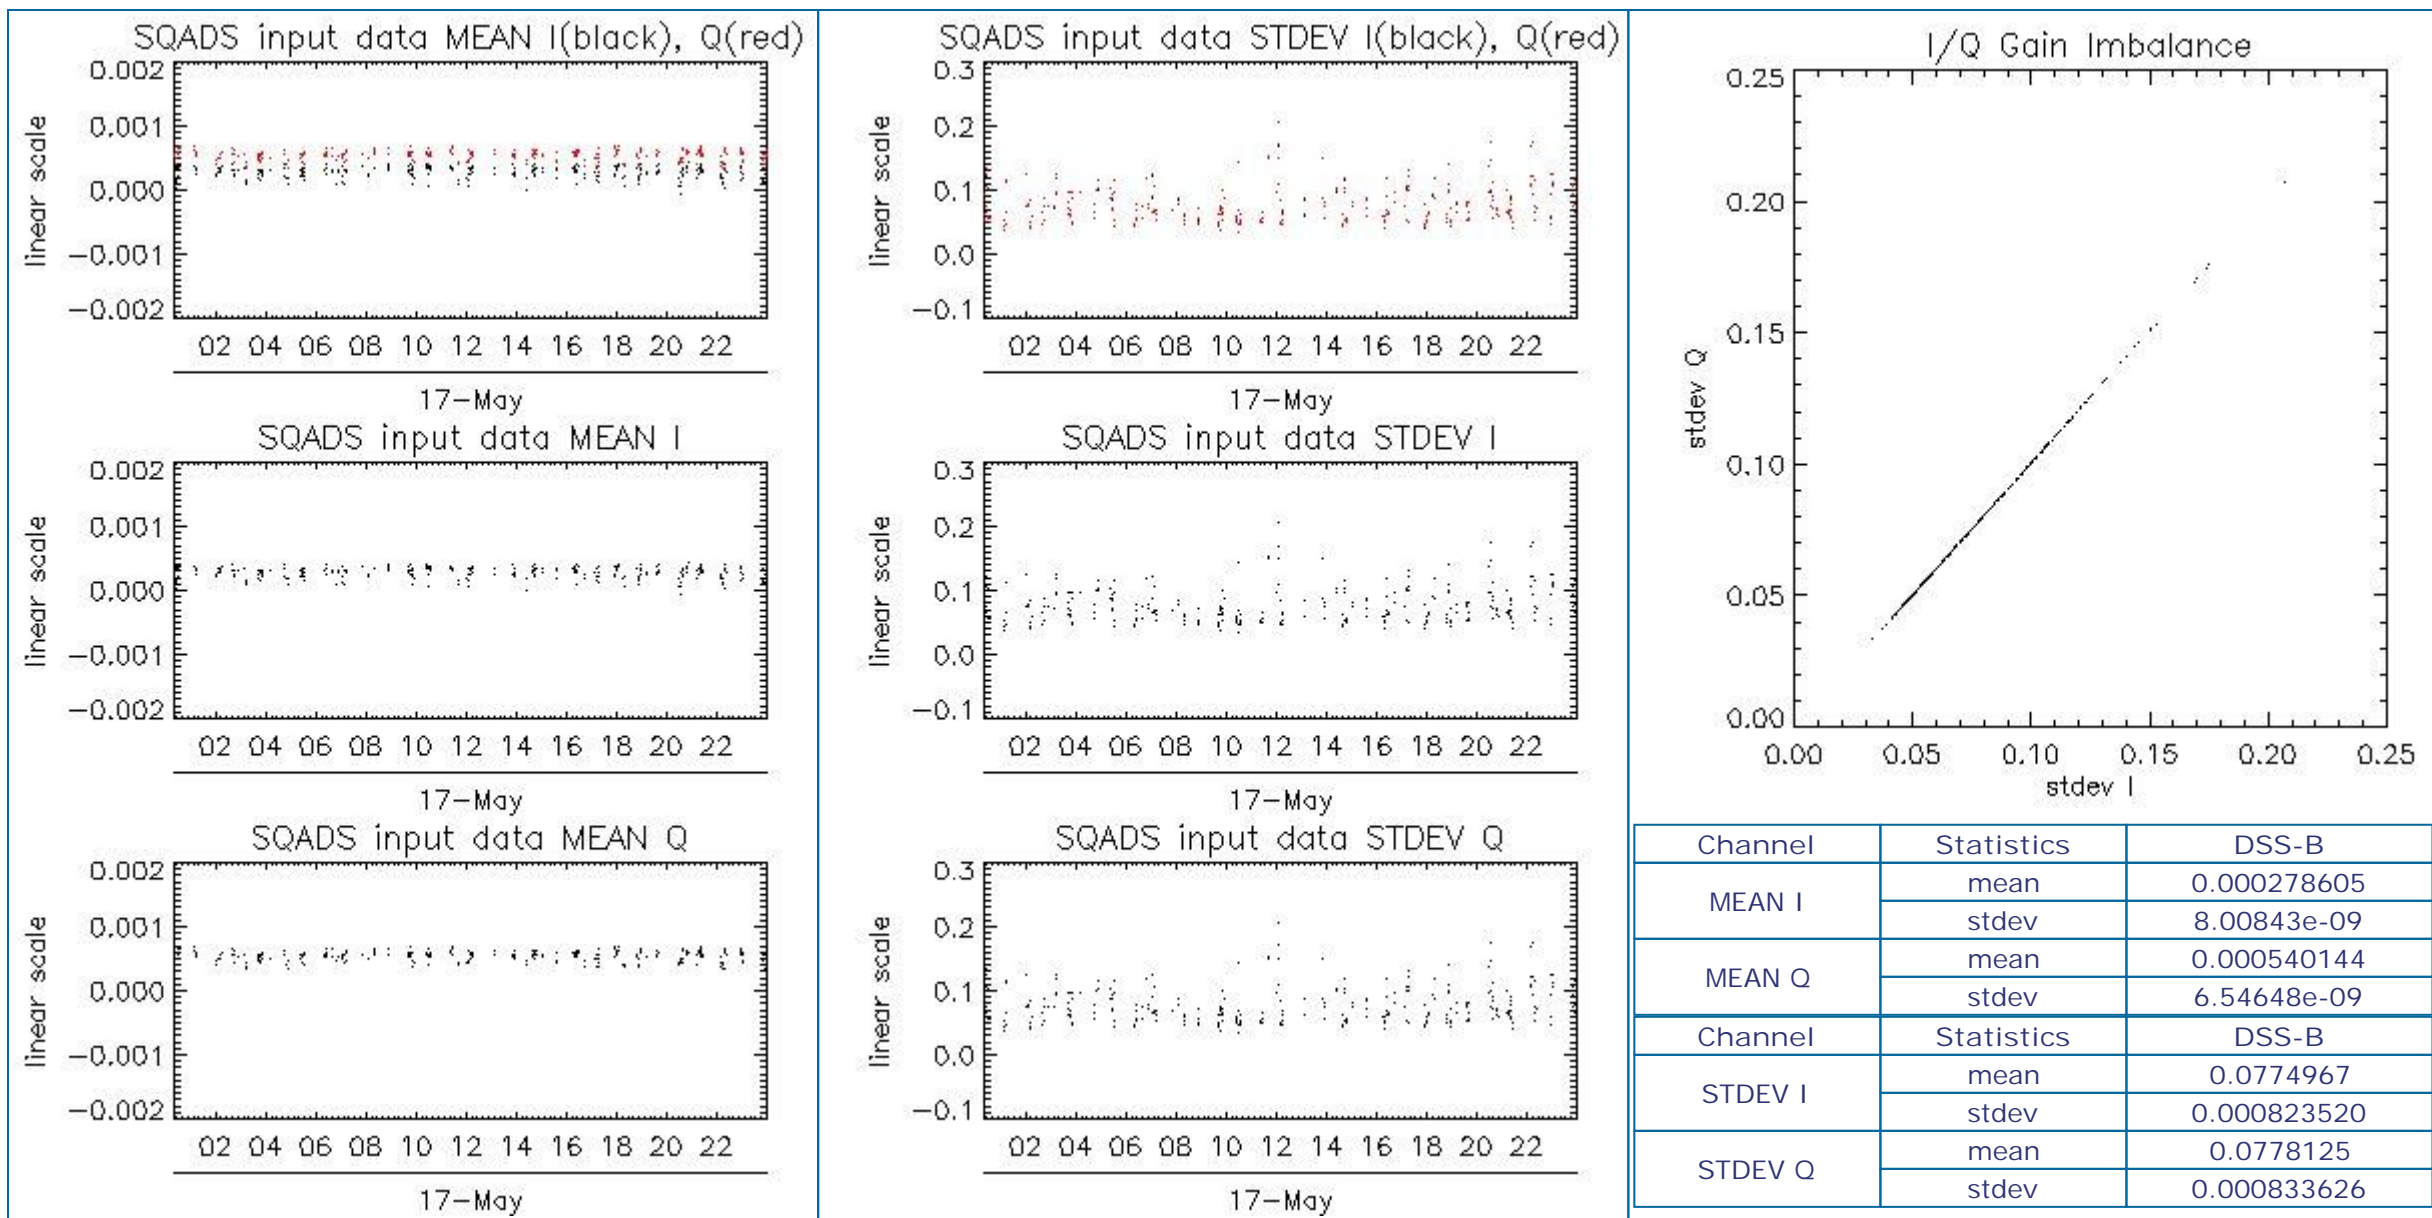 SQADS input data MEAN I(black), Q(red)
0.002
0.001
0.000
−0.001
−0.002
linear scale
02 04 06 08 10 12 14 16 18 20 22
17−May
SQADS input data MEAN I
0.002
0.001
0.000
−0.001
−0.002
linear scale
02 04 06 08 10 12 14 16 18 20 22
17−May
SQADS input data MEAN Q
0.002
0.001
0.000
−0.001
−0.002
linear scale
02 04 06 08 10 12 14 16 18 20 22
17−May
SQADS input data STDEV I(black), Q(red)
0.3
0.2
0.1
0.0
−0.1
linear scale
02 04 06 08 10 12 14 16 18 20 22
17−May
SQADS input data STDEV I
0.3
0.2
0.1
0.0
−0.1
linear scale
02 04 06 08 10 12 14 16 18 20 22
17−May
SQADS input data STDEV Q
0.3
0.2
0.1
0.0
−0.1
linear scale
02 04 06 08 10 12 14 16 18 20 22
17−May
I/Q Gain Imbalance
0.25
0.20
0.15
0.10
0.05
0.00
stdev Q
0.00 0.05 0.10 0.15 0.20 0.25
stdev I
Channel Statistics DSS-B
MEAN I mean 0.000278605
stdev 8.00843e-09
MEAN Q mean 0.000540144
stdev 6.54648e-09
Channel Statistics DSS-B
STDEV I mean 0.0774967
stdev 0.000823520
STDEV Q mean 0.0778125
stdev 0.000833626